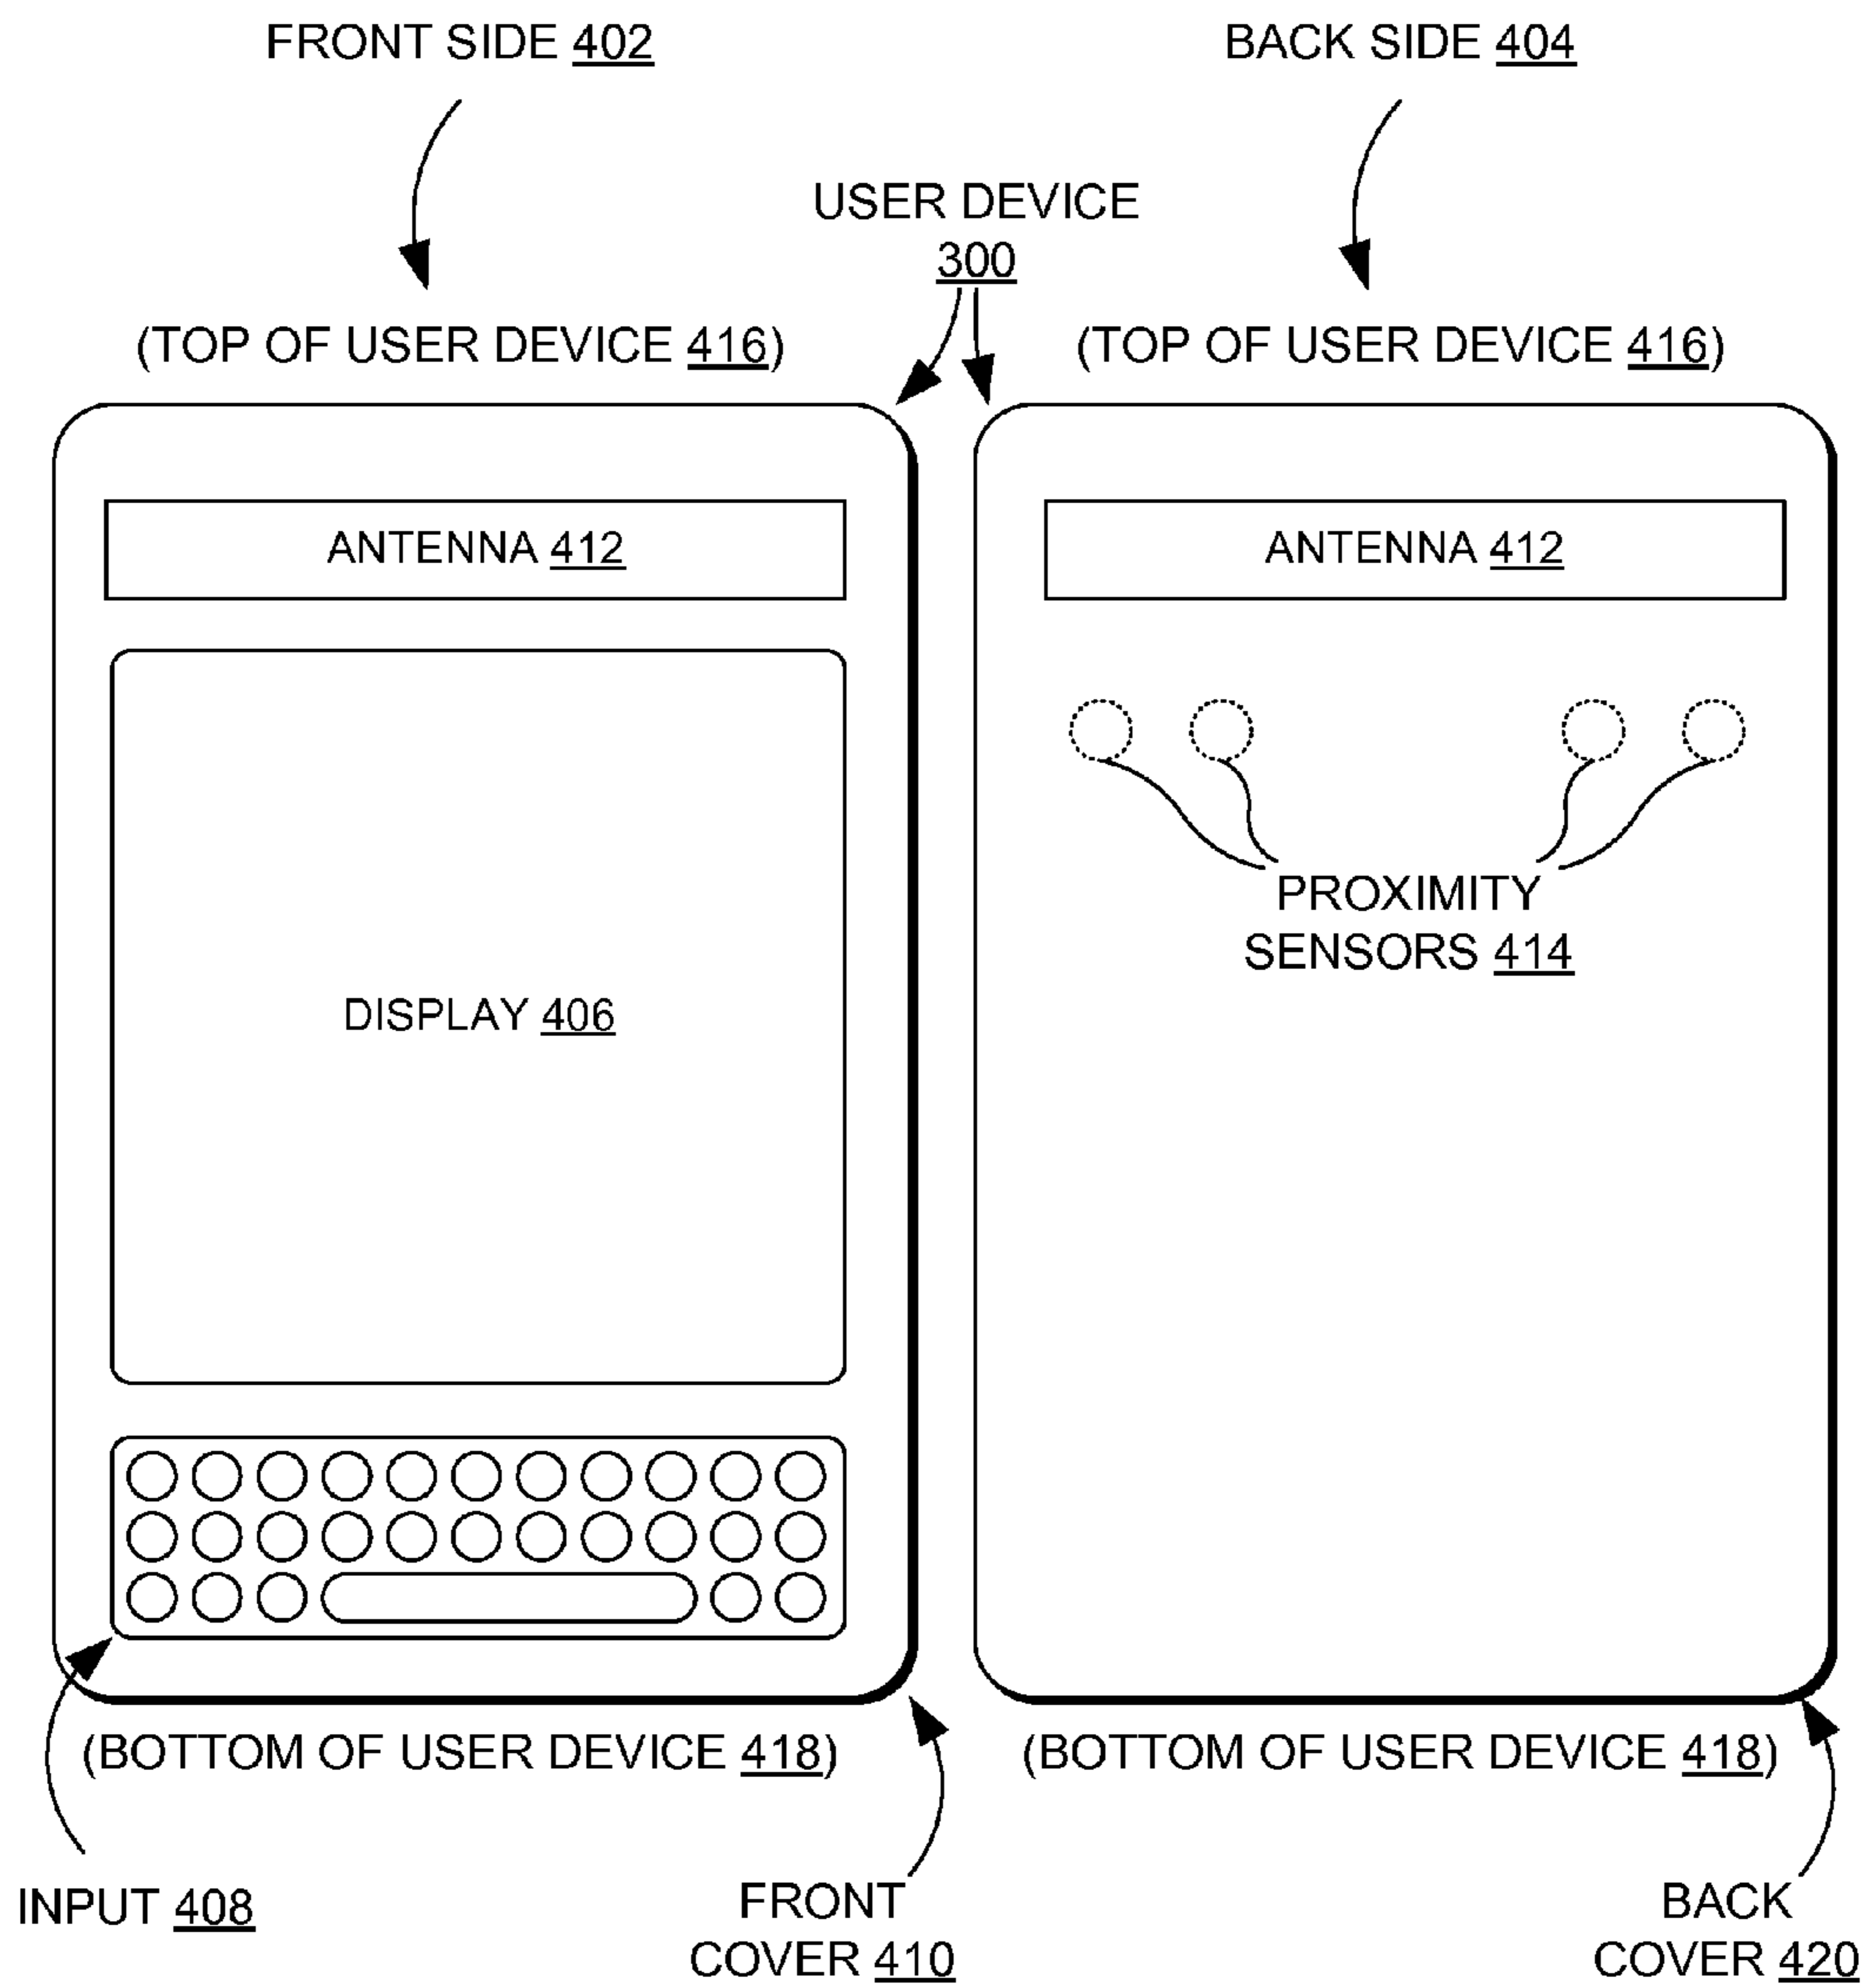 FRONT SIDE 402
BACK SIDE 404
USER DEVICE
300
(TOP OF USER DEVICE 416)
(TOP OF USER DEVICE 416)
ANTENNA 412
ANTENNA 412
PROXIMITY
SENSORS 414
DISPLAY 406
(BOTTOM OF USER DEVICE 418)
(BOTTOM OF USER DEVICE 418)
INPUT 408
FRONT
COVER 410
BACK
COVER 420